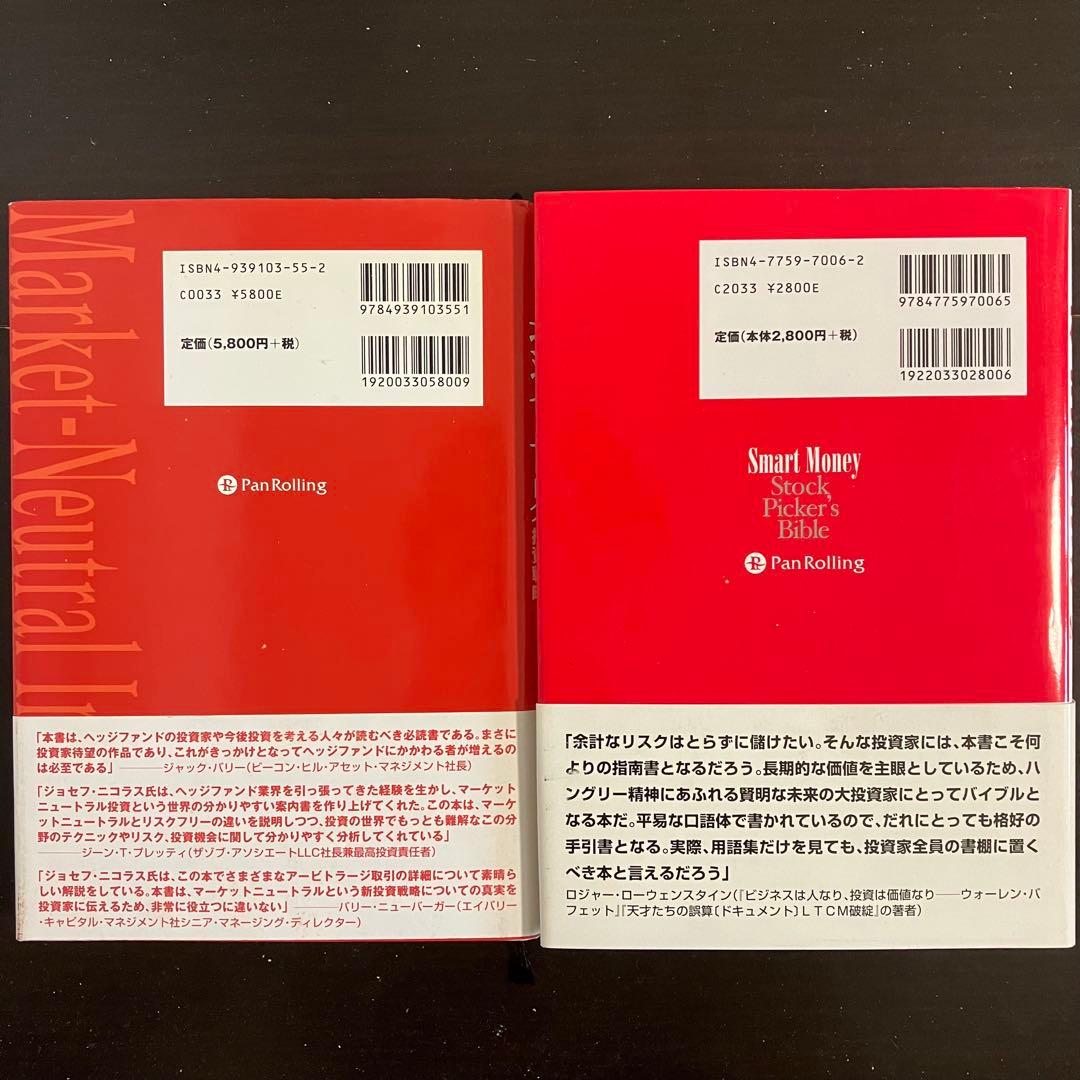 Market-Neutral In
ISBN4-939103-55-2
C0033 ¥5800E
定価(5,800円+税)
9784939103551
1920033058009
PanRolling
「本書は、ヘッジファンドの投資家や今後投資を考える人々が読むべき必読書である。まさに
投資家待望の作品であり、これがきっかけとなってヘッジファンドにかかわる者が増えるの
は必至である」————ジャック・バリー(ビーコン・ヒル・アセット・マネジメント社長)
「ジョセフ・ニコラス氏は、ヘッジファンド業界を引っ張ってきた経験を生かし、マーケット
ニュートラル投資という世界の分かりやすい案内書を作り上げてくれた。この本は、マーケッ
トニュートラルとリスクフリーの違いを説明しつつ、投資の世界でもっとも難解なこの分
野のテクニックやリスク、投資機会に関して分かりやすく分析してくれている」
————ジーン・T・プレッティ(ザゾブ・アソシエートLLC社長兼最高投資責任者)
「ジョセフ・ニコラス氏は、この本でさまざまなアービトラージ取引の詳細について素晴ら
しい解説をしている。本書は、マーケットニュートラルという新投資戦略についての真実を
投資家に伝えるため、非常に役立つに違いない」————バリー・ニューバーガー(エイバリー
・キャピタル・マネジメント社シニア・マネージング・ディレクター)
ISBN4-7759-7006-2
C2033 ¥2800E
定価(本体2,800円+税)
9784775970065
1922033028006
Smart Money
Stock
Picker's
Bible
PanRolling
「余計なリスクはとらずに儲けたい。そんな投資家には、本書こそ何
よりの指南書となるだろう。長期的な価値を主眼としているため、ハ
ングリー精神にあふれる賢明な未来の大投資家にとってバイブルと
なる本だ。平易な口語体で書かれているので、だれにとっても格好の
手引書となる。実際、用語集だけを見ても、投資家全員の書棚に置く
べき本と言えるだろう」
ロジャー・ローウェンスタイン(『ビジネスは人なり、投資は価値なり——ウォーレン・バ
フェット』『天才たちの誤算〔ドキュメント〕LTCM破綻』の著者)